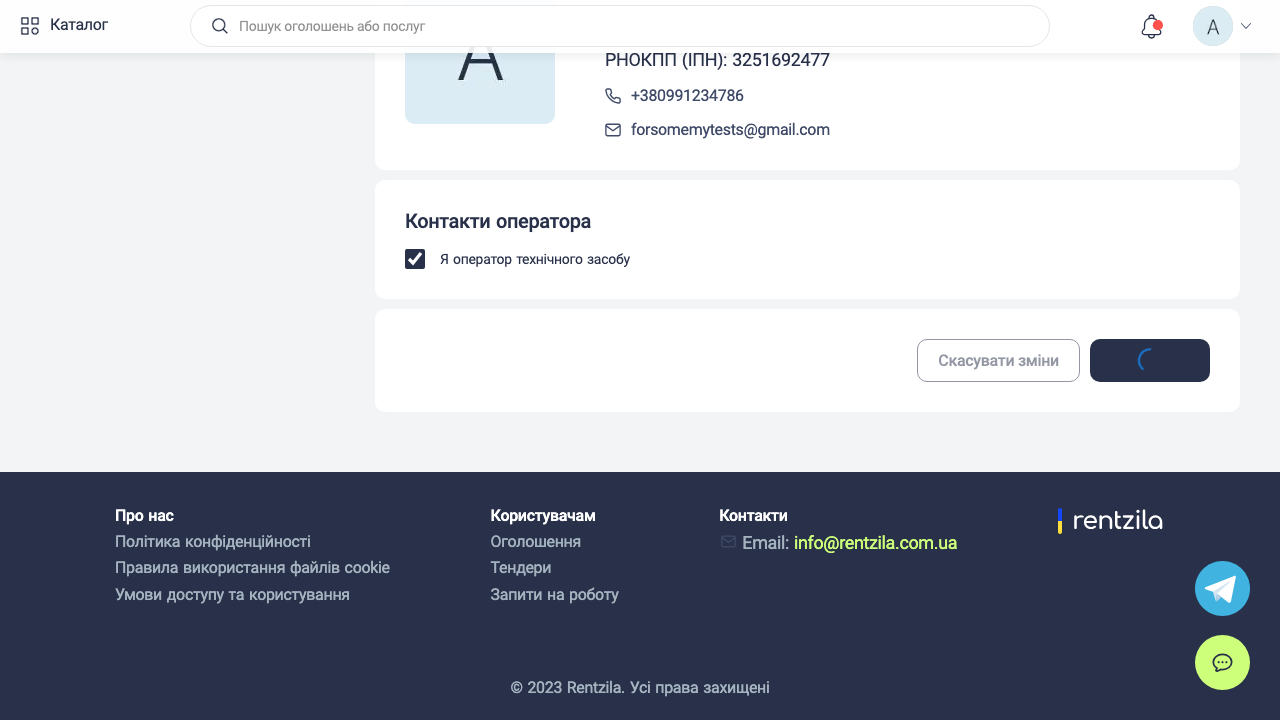 Каталог
Пошук оголошень або послуг
A
A
РНОКПП (ІПН): 3251692477
+380991234786
forsomemytests@gmail.com
Контакти оператора
Я оператор технічного засобу
Скасувати зміни
Про нас
Політика конфіденційності
Правила використання файлів cookie
Умови доступу та користування
Користувачам
Оголошення
Тендери
Запити на роботу
Контакти
Email: info@rentzila.com.ua
rentzila
© 2023 Rentzila. Усі права захищені